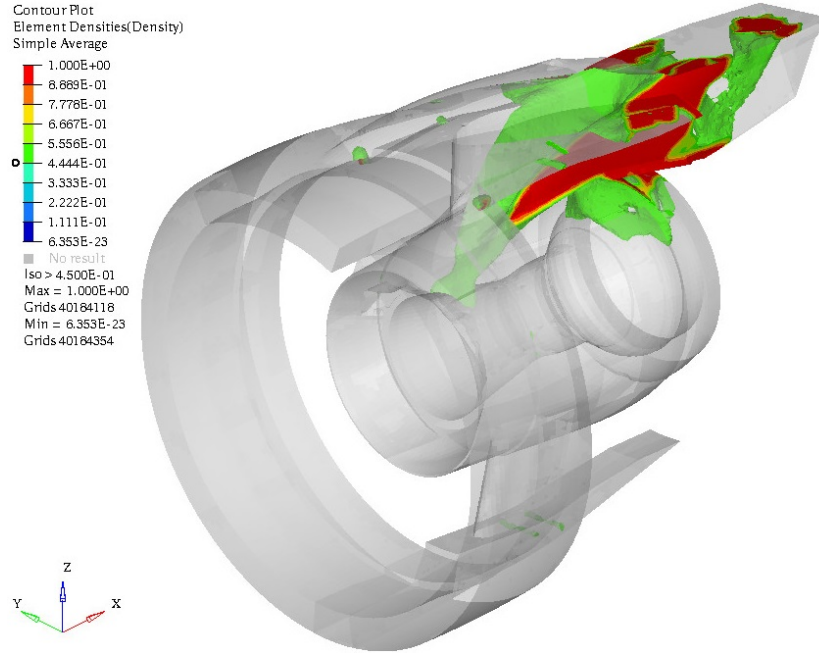 Contour Plot
Element Densities(Density)
Simple Average
1.000E+00
8.889E-01
7.778E-01
6.667E-01
5.556E-01
4.444E-01
3.333E-01
2.222E-01
1.111E-01
6.353E-23
No result
Iso > 4.500E-01
Max = 1.000E+00
Grids 40184118
Min = 6.353E-23
Grids 40184354
Z
Y
X